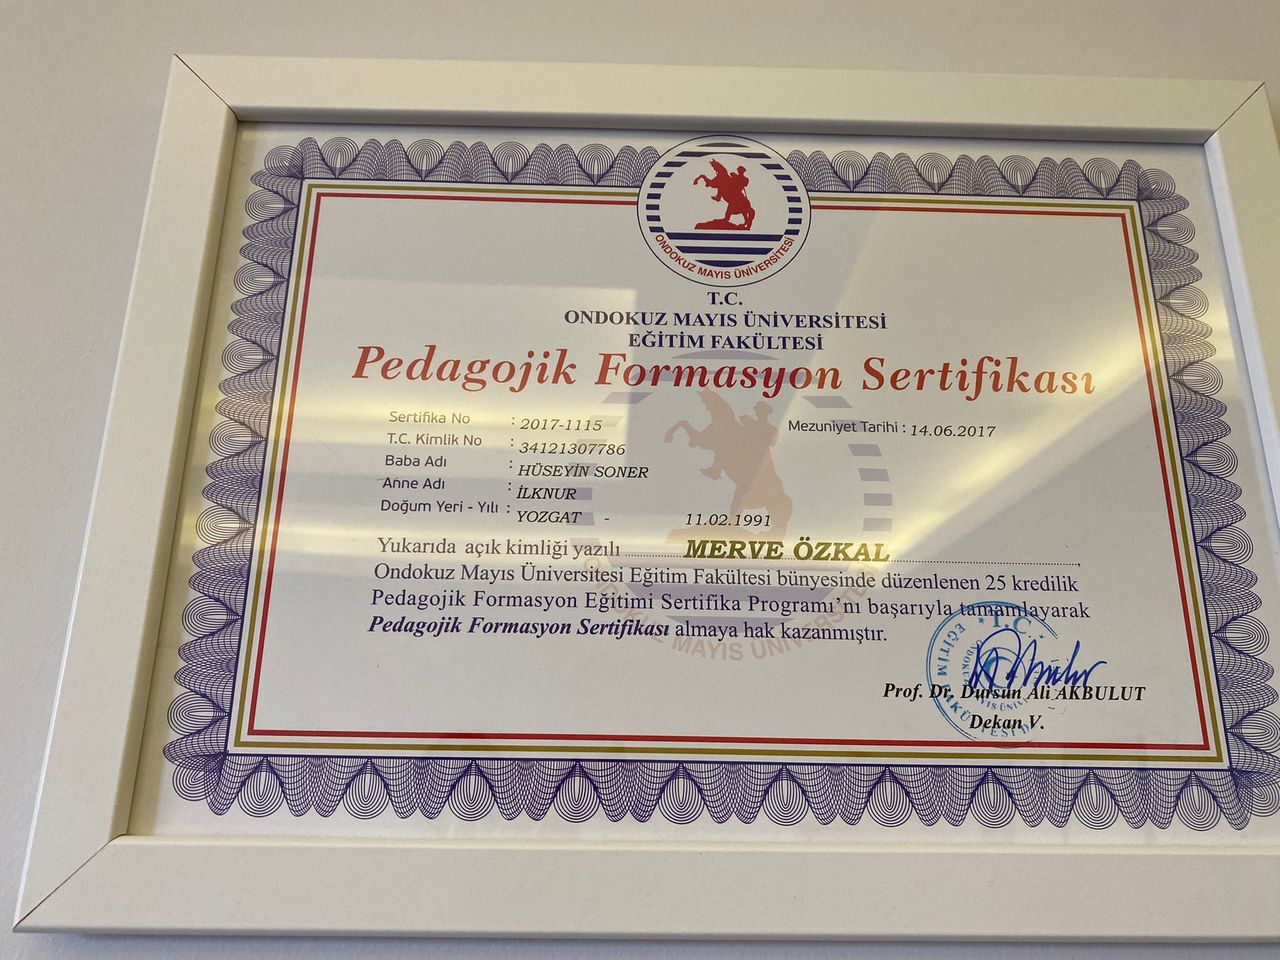 ONDOKUZ MAYIS ÜNİVERSİTESİ
T.C.
ONDOKUZ MAYIS ÜNİVERSİTESİ
EĞİTİM FAKÜLTESİ
Pedagojik Formasyon Sertifikası
Sertifika No : 2017-1115 Mezuniyet Tarihi : 14.06.2017
T.C. Kimlik No : 34121307786
Baba Adı : HÜSEYİN SONER
Anne Adı : İLKNUR
Doğum Yeri - Yılı : YOZGAT - 11.02.1991
Yukarıda açık kimliği yazılı MERVE ÖZKAL ,
Ondokuz Mayıs Üniversitesi Eğitim Fakültesi bünyesinde düzenlenen 25 kredilik
Pedagojik Formasyon Eğitimi Sertifika Programı'nı başarıyla tamamlayarak
Pedagojik Formasyon Sertifikası almaya hak kazanmıştır.
T.C.
EĞİTİM FAKÜLTESİ
Prof. Dr. Dursun Ali AKBULUT
Dekan V.